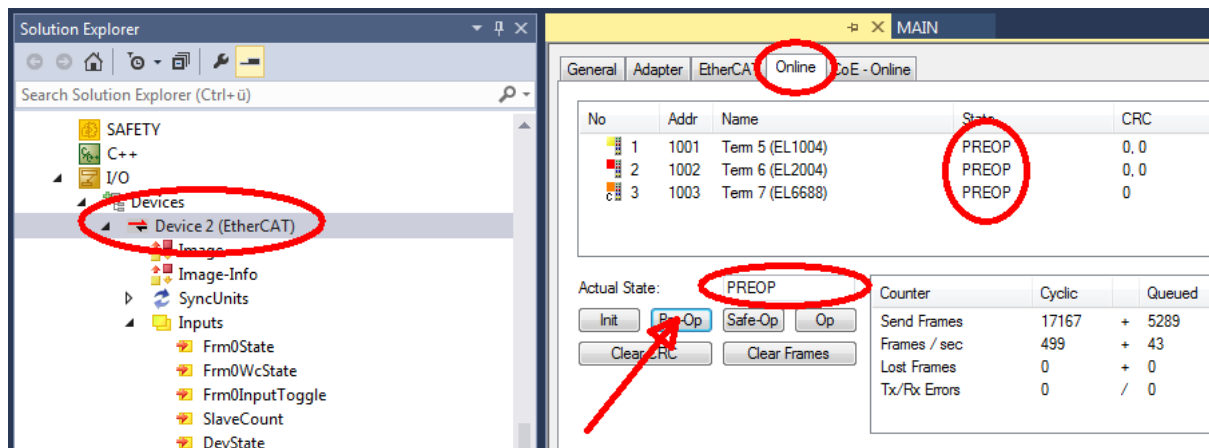 Solution Explorer
Search Solution Explorer (Ctrl+ü)
SAFETY
C++
I/O
Devices
Device 2 (EtherCAT)
Image
Image-Info
SyncUnits
Inputs
Frm0State
Frm0WcState
Frm0InputToggle
SlaveCount
DevState
MAIN
General Adapter EtherCAT Online CoE - Online
No Addr Name State CRC
1 1001 Term 5 (EL1004) PREOP 0, 0
2 1002 Term 6 (EL2004) PREOP 0, 0
c 3 1003 Term 7 (EL6688) PREOP 0
Actual State: PREOP
Init Pre-Op Safe-Op Op
Clear CRC Clear Frames
Counter Cyclic Queued
Send Frames 17167 + 5289
Frames / sec 499 + 43
Lost Frames 0 + 0
Tx/Rx Errors 0 / 0